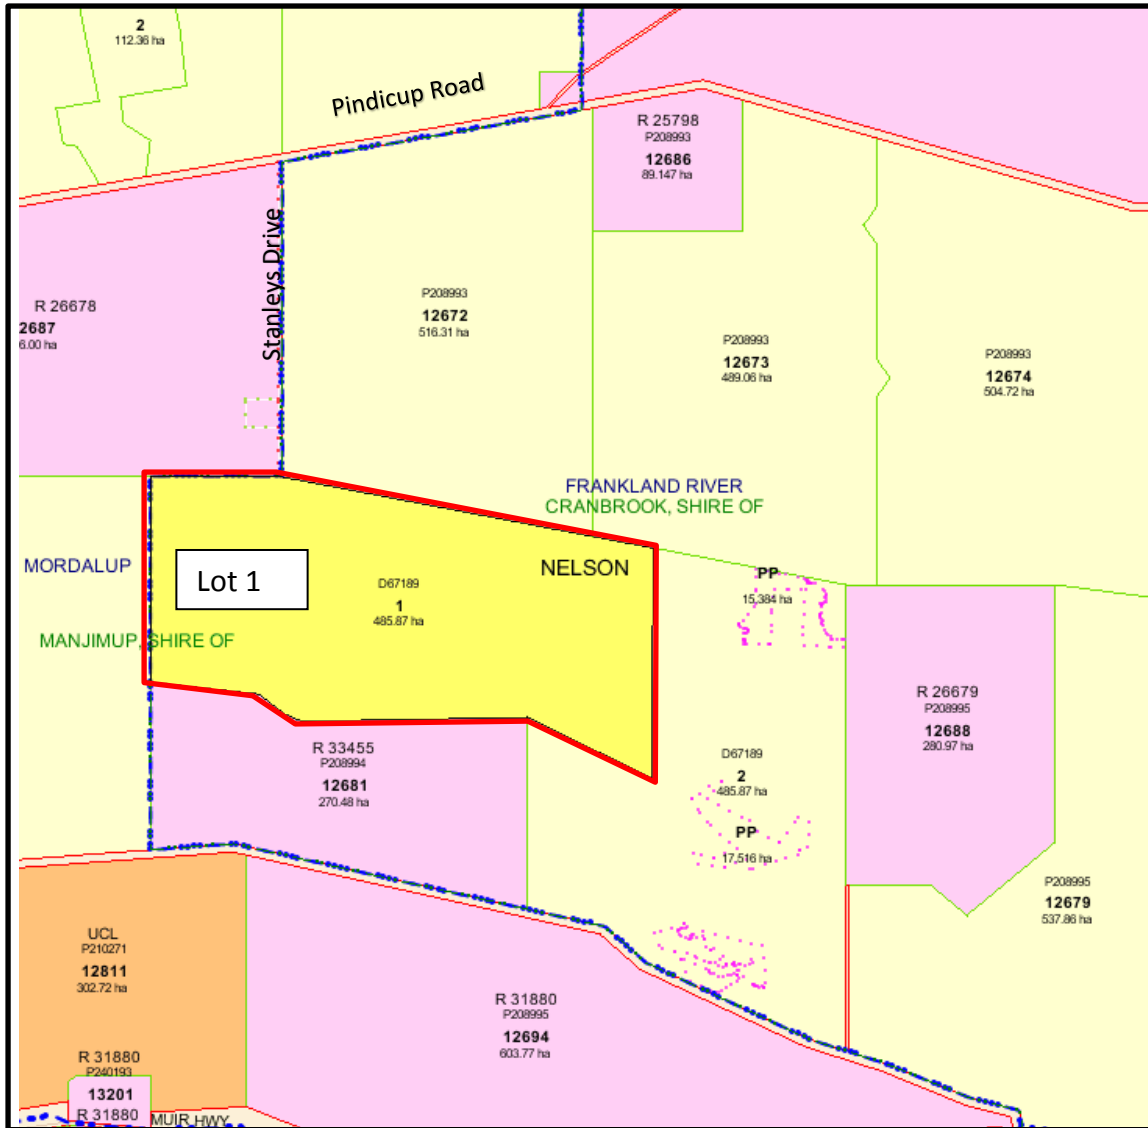 2
112.36 ha
Pindicup Road
R 25798
P208993
12686
89.147 ha
Stanleys Drive
R 26678
2687
6.00 ha
P208993
12672
516.31 ha
P208993
12673
489.06 ha
P208993
12674
504.72 ha
FRANKLAND RIVER
CRANBROOK, SHIRE OF
MORDALUP
Lot 1
NELSON
D67189
1
485.87 ha
PP
15.384 ha
MANJIMUP, SHIRE OF
R 26679
P208995
12688
280.97 ha
R 33455
P208994
12681
270.48 ha
D67189
2
485.87 ha
PP
17.516 ha
P208995
12679
537.86 ha
UCL
P210271
12811
302.72 ha
R 31880
P208995
12694
603.77 ha
R 31880
P240193
13201
R 31880
MUIR HWY